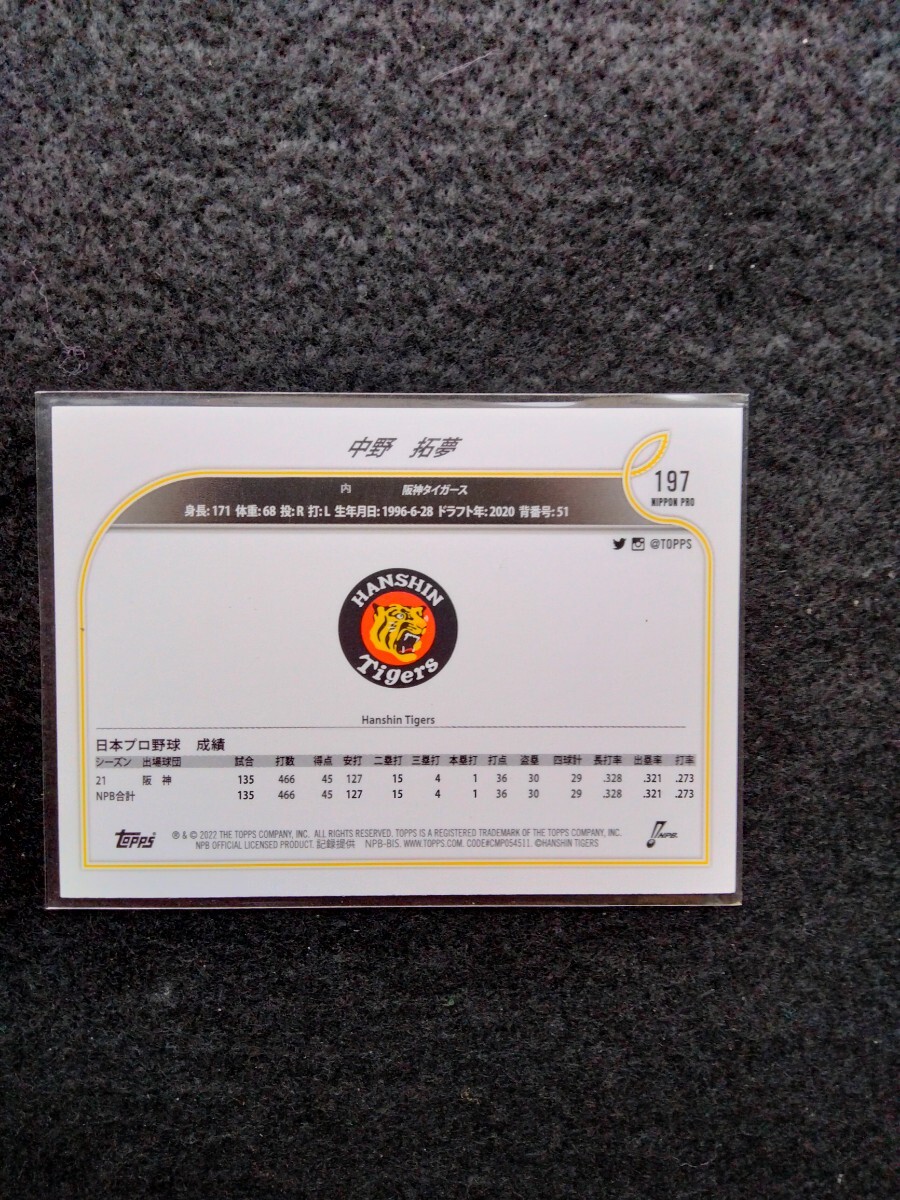 中野　拓夢
197
NIPPON PRO
内　阪神タイガース
身長: 171 体重: 68 投: R 打: L 生年月日: 1996-6-28 ドラフト年: 2020 背番号: 51
@TOPPS
HANSHIN
Tigers
Hanshin Tigers
日本プロ野球　成績
シーズン 出場球団 試合 打数 得点 安打 二塁打 三塁打 本塁打 打点 盗塁 四球計 長打率 出塁率 打率
21 阪　神 135 466 45 127 15 4 1 36 30 29 .328 .321 .273
NPB合計 135 466 45 127 15 4 1 36 30 29 .328 .321 .273
Topps
® & © 2022 THE TOPPS COMPANY, INC. ALL RIGHTS RESERVED. TOPPS IS A REGISTERED TRADEMARK OF THE TOPPS COMPANY, INC.
NPB OFFICIAL LICENSED PRODUCT. 記録提供 NPB-BIS. WWW.TOPPS.COM. CODE#CMP054511. ©HANSHIN TIGERS
NPB